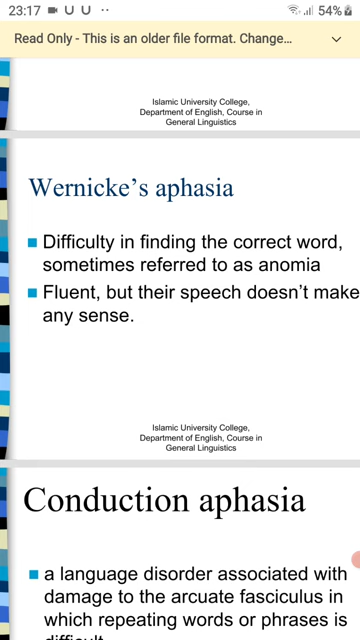 23:17
54%
Read Only - This is an older file format. Change...
Islamic University College,
Department of English, Course in
General Linguistics
Wernicke's aphasia
Difficulty in finding the correct word,
sometimes referred to as anomia
Fluent, but their speech doesn't make
any sense.
Islamic University College,
Department of English, Course in
General Linguistics
Conduction aphasia
a language disorder associated with
damage to the arcuate fasciculus in
which repeating words or phrases is
difficult